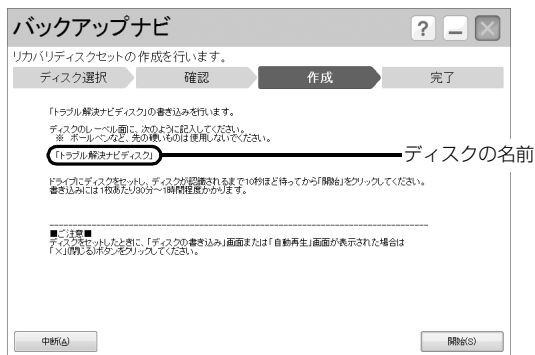 バックアップナビ
?
リカバリディスクセットの作成を行います。
ディスク選択 確認 作成 完了
「トラブル解決ナビディスク」の書き込みを行います。
ディスクのレーベル面に、次のように記入してください。
※ ボールペンなど、先の硬いものは使用しないでください。
「トラブル解決ナビディスク」
ディスクの名前
ドライブにディスクをセットし、ディスクが認識されるまで10秒ほど待ってから「開始」をクリックしてください。
書き込みには1枚あたり30分～1時間程度かかります。
■ご注意■
ディスクをセットしたときに、「ディスクの書き込み」画面または「自動再生」画面が表示された場合は
「×」(閉じる)ボタンをクリックしてください。
中断(A)
開始(S)